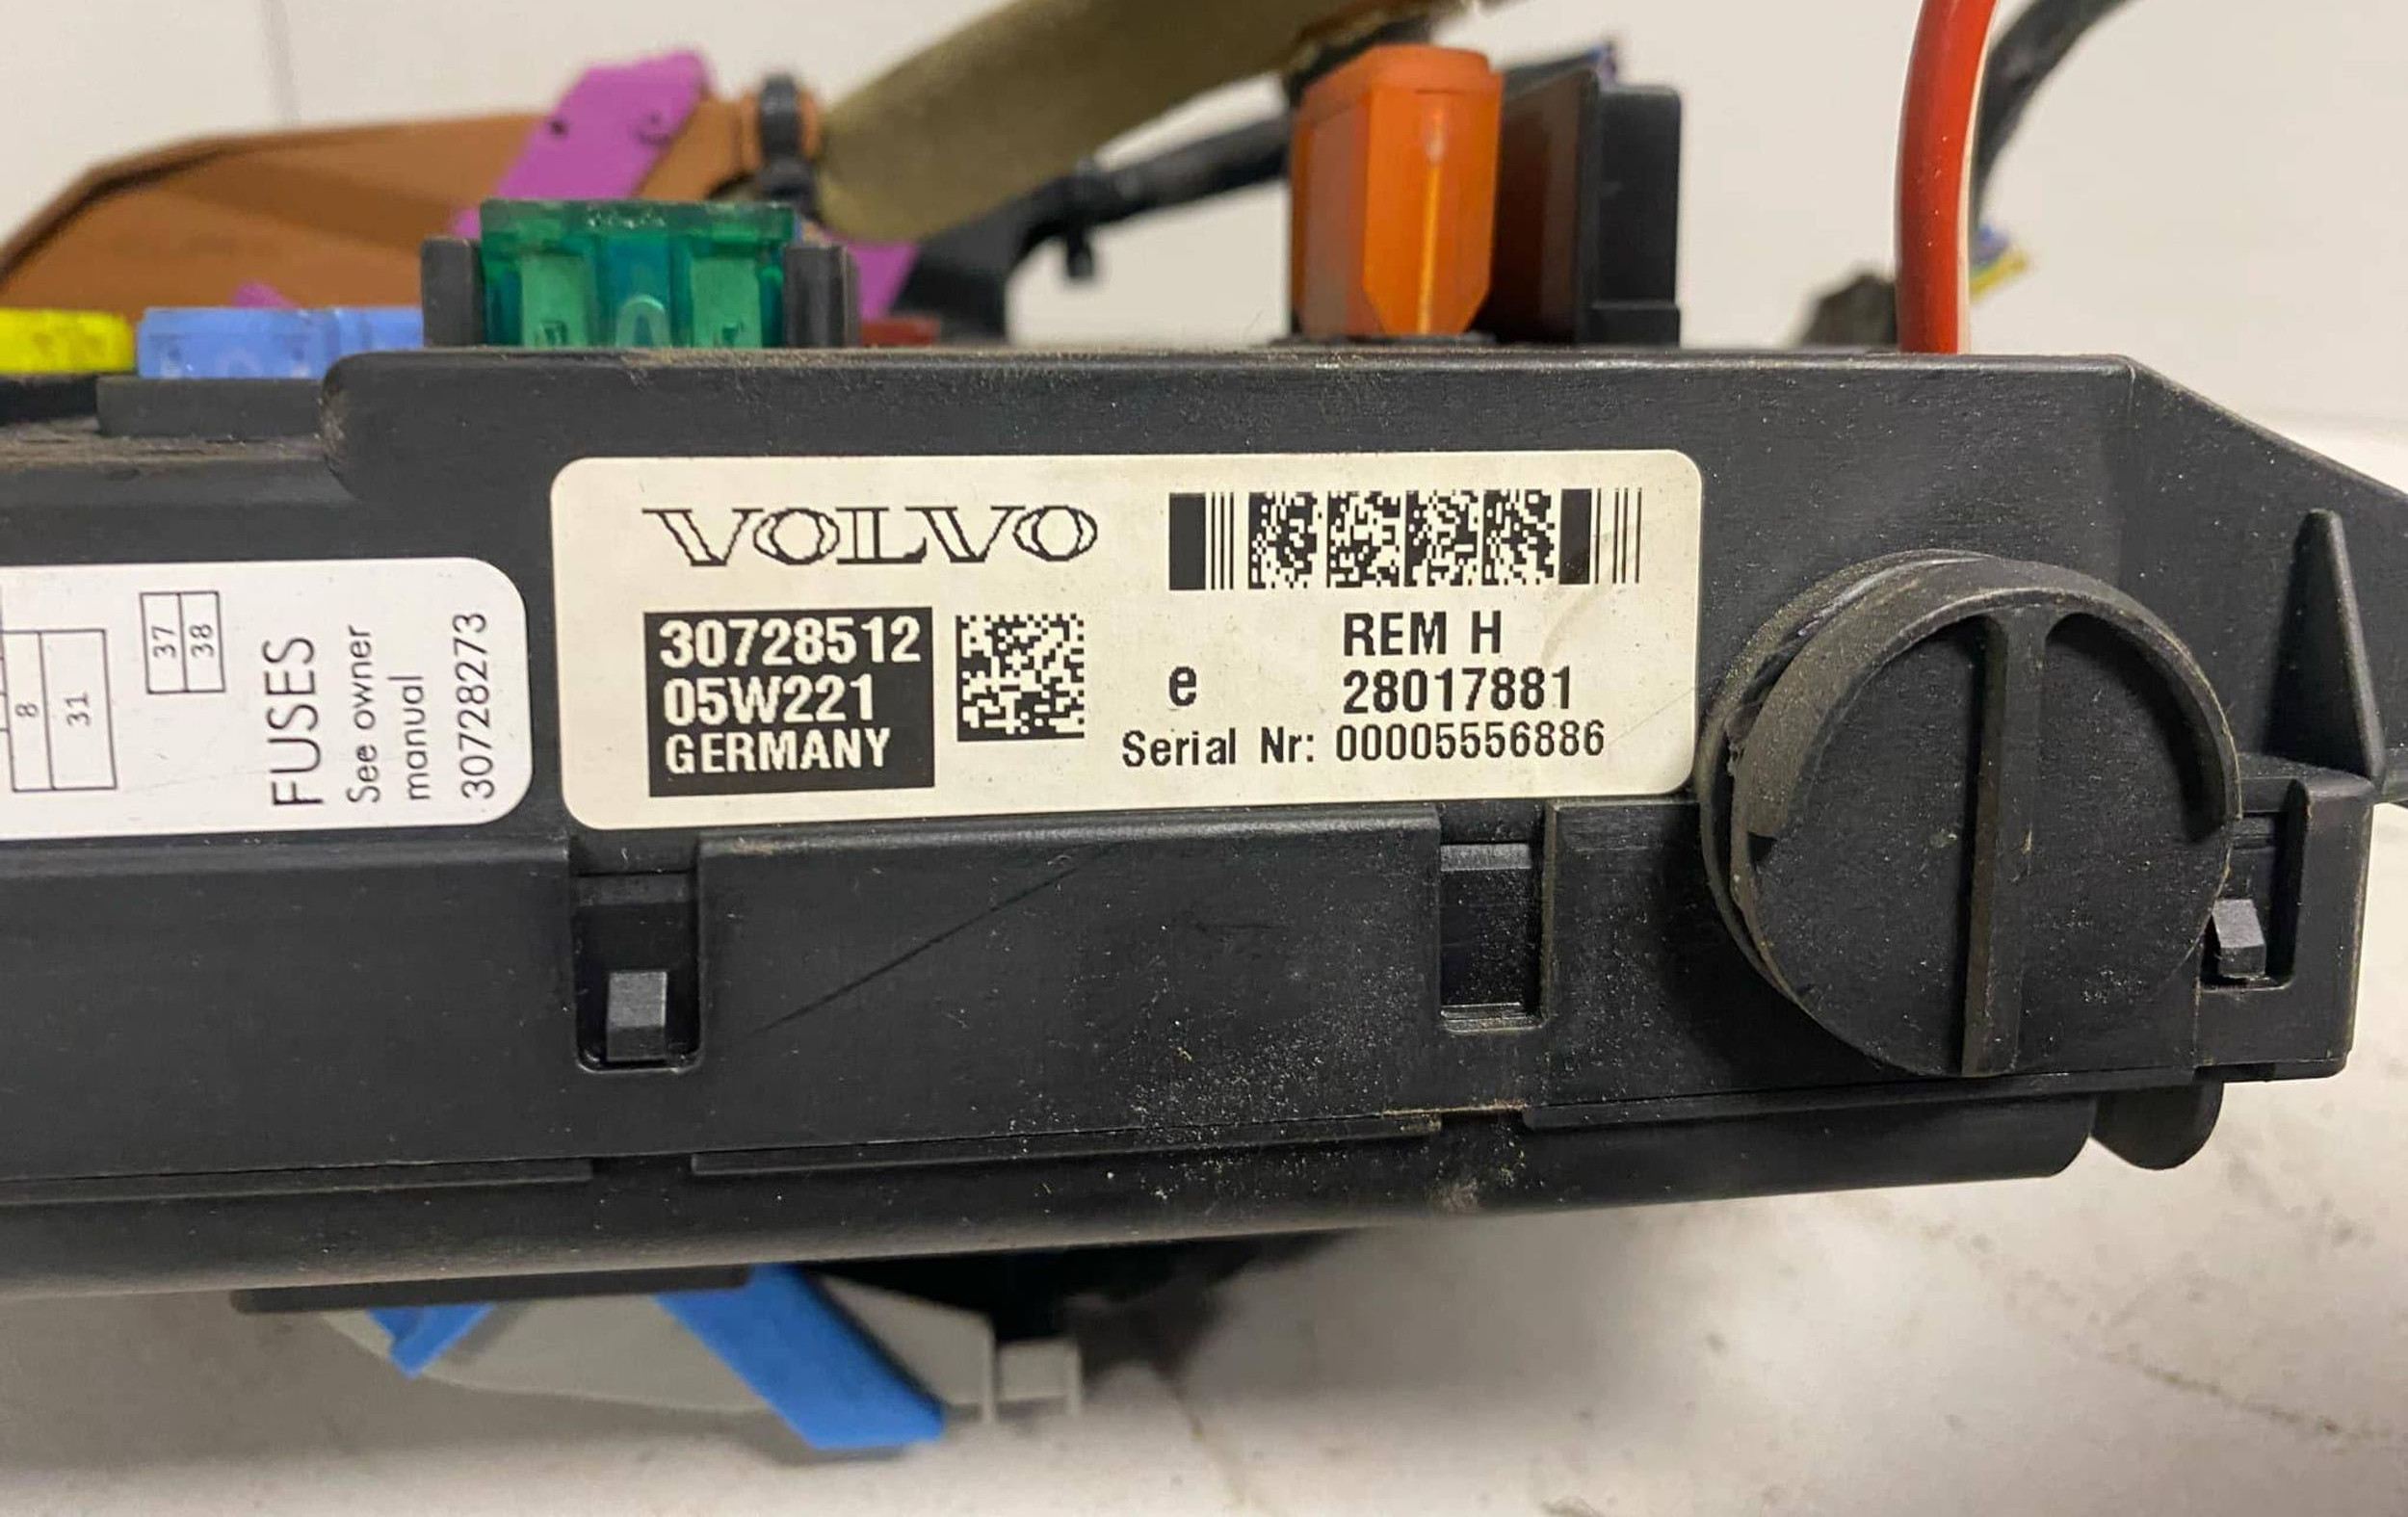 VOLVO
30728512
05W221
GERMANY
REM H
e 28017881
Serial Nr: 00005556886
37
38
8
31
FUSES
See owner
manual
30728273